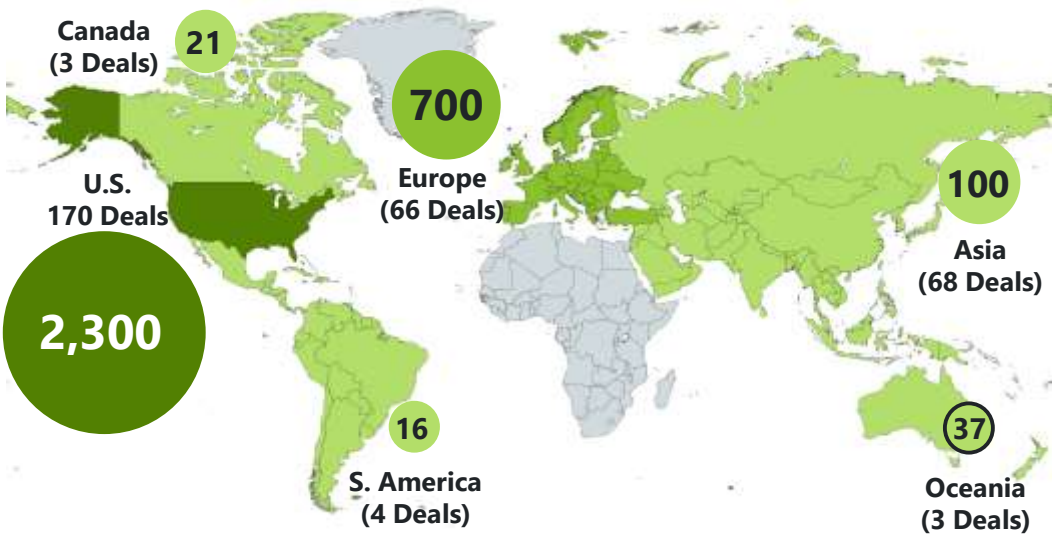 Canada
(3 Deals)
21
700
Europe
(66 Deals)
U.S.
170 Deals
2,300
100
Asia
(68 Deals)
16
S. America
(4 Deals)
37
Oceania
(3 Deals)